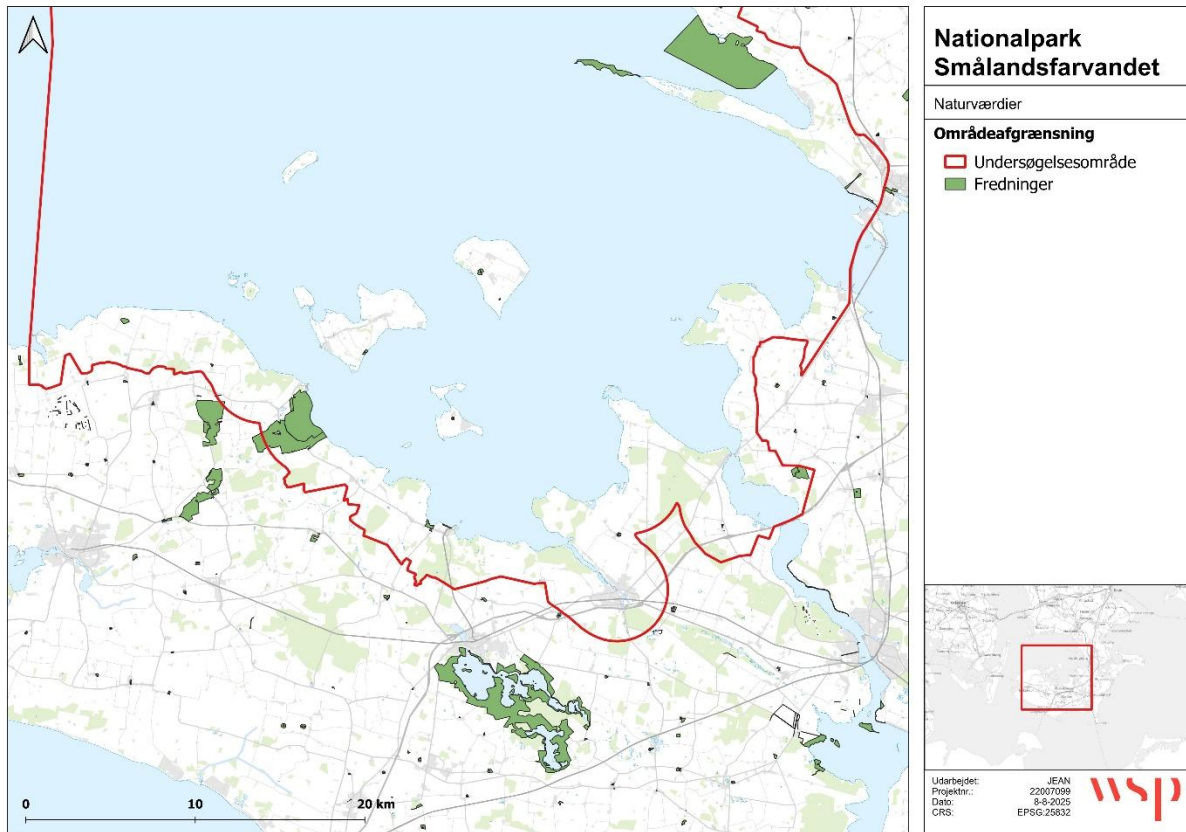 Nationalpark
Smålandsfarvandet
Naturværdier
Områdeafgrænsning
Undersøgelsesområde
Fredninger
0 10 20 km
Udarbejdet: JEAN
Projektnr.: 22007099
Dato: 8-8-2025
CRS: EPSG:25832
wsp